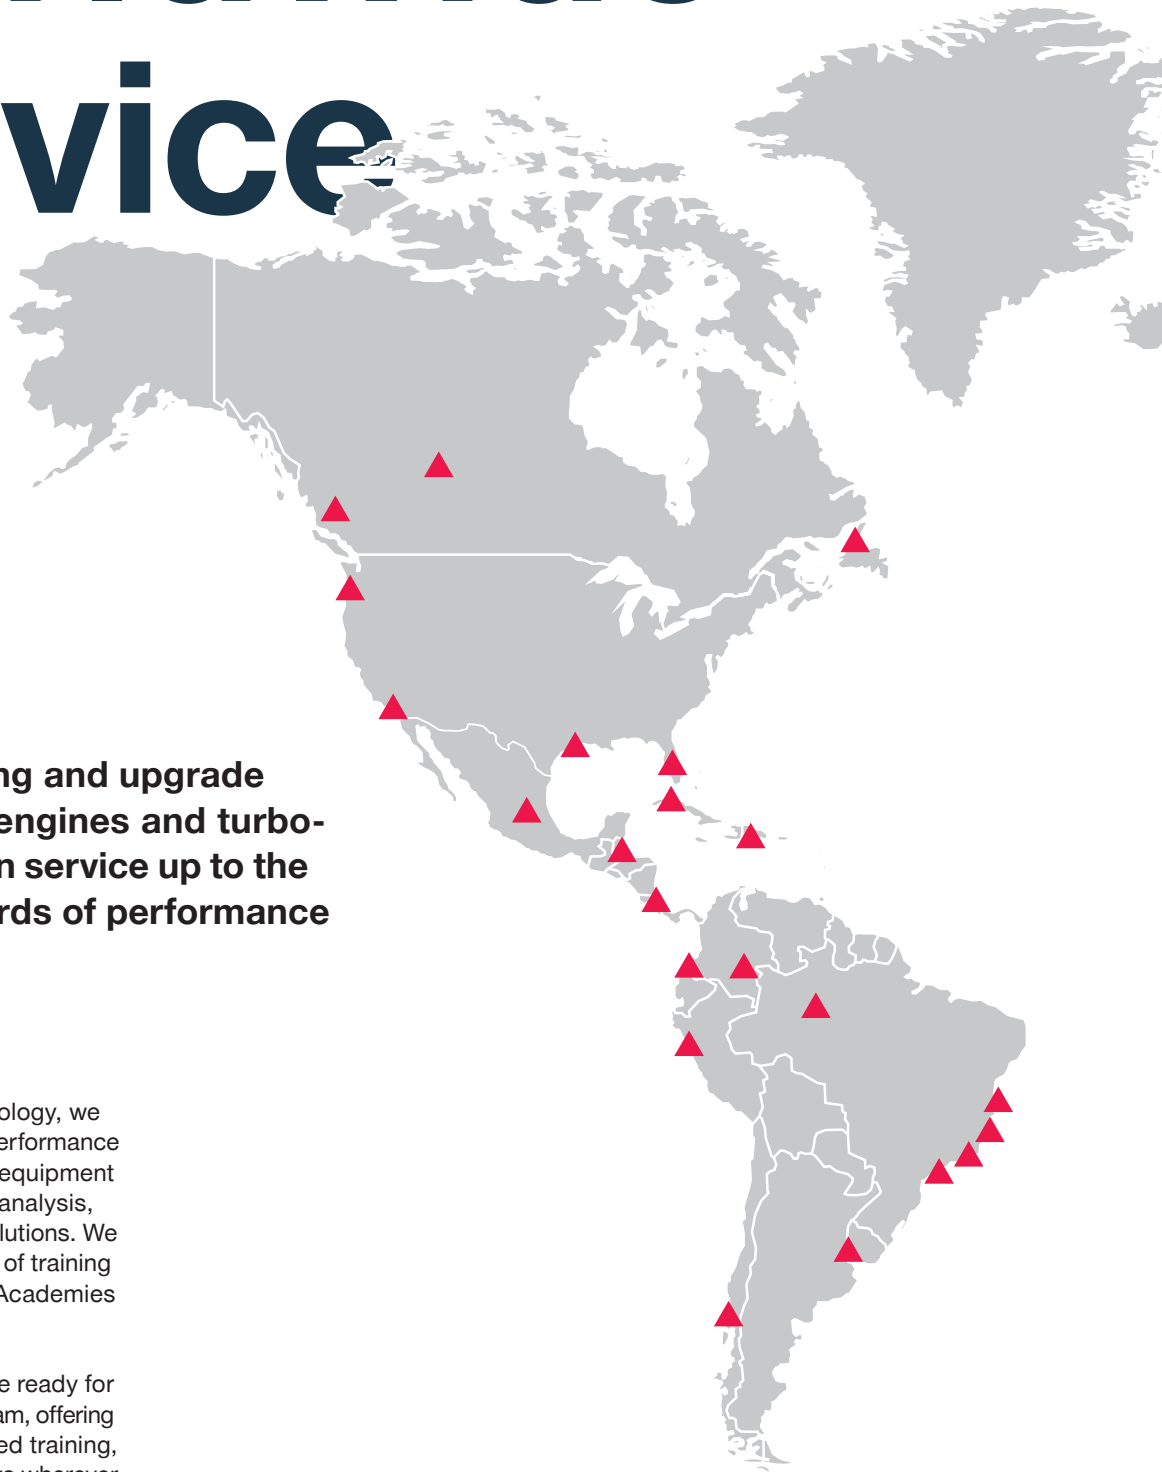 vice
ng and upgrade
engines and turbo-
n service up to the
rds of performance
ology, we
erformance
equipment
analysis,
lutions. We
of training
Academies
e ready for
am, offering
ed training,
wherever